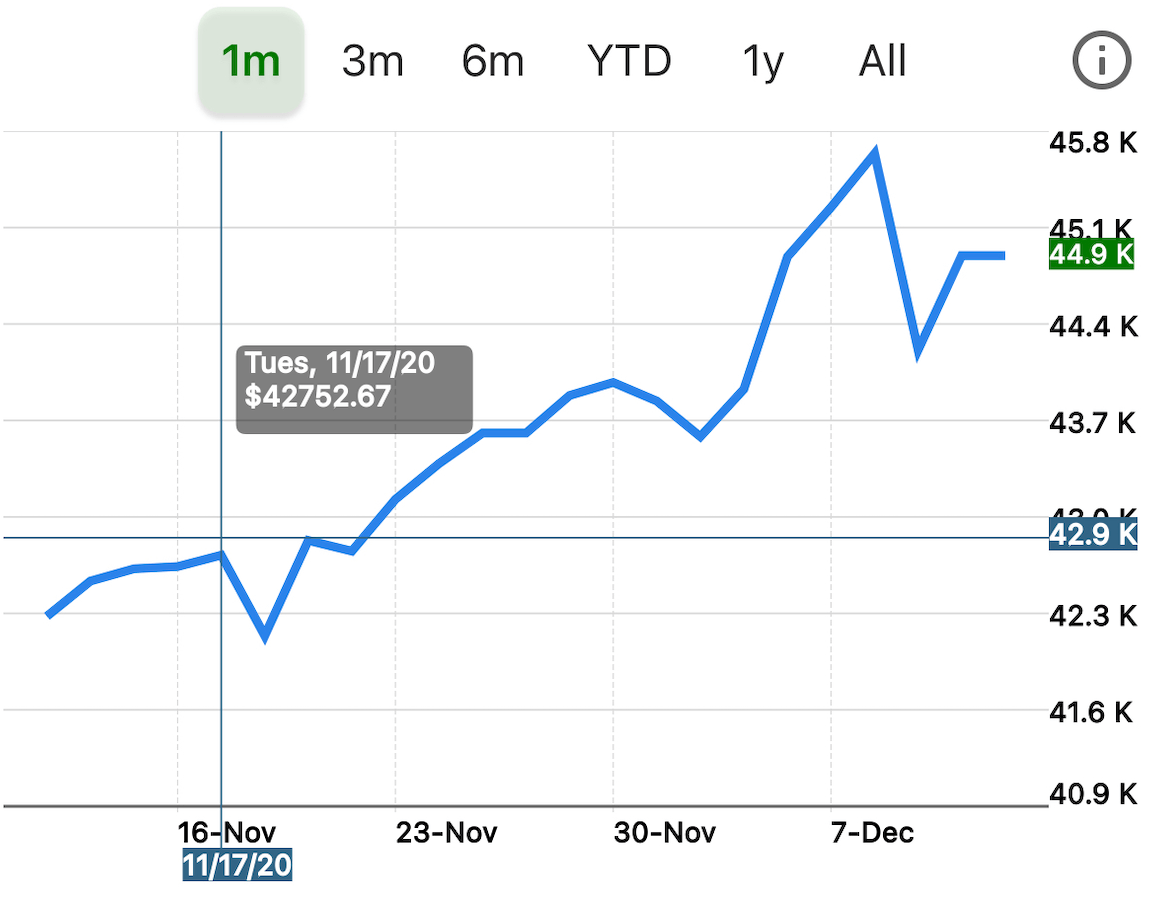 1m 3m 6m YTD 1y All
45.8 K
45.1 K
44.9 K
44.4 K
Tues, 11/17/20
$42752.67
43.7 K
43.0 K
42.9 K
42.3 K
41.6 K
40.9 K
16-Nov 23-Nov 30-Nov 7-Dec
11/17/20